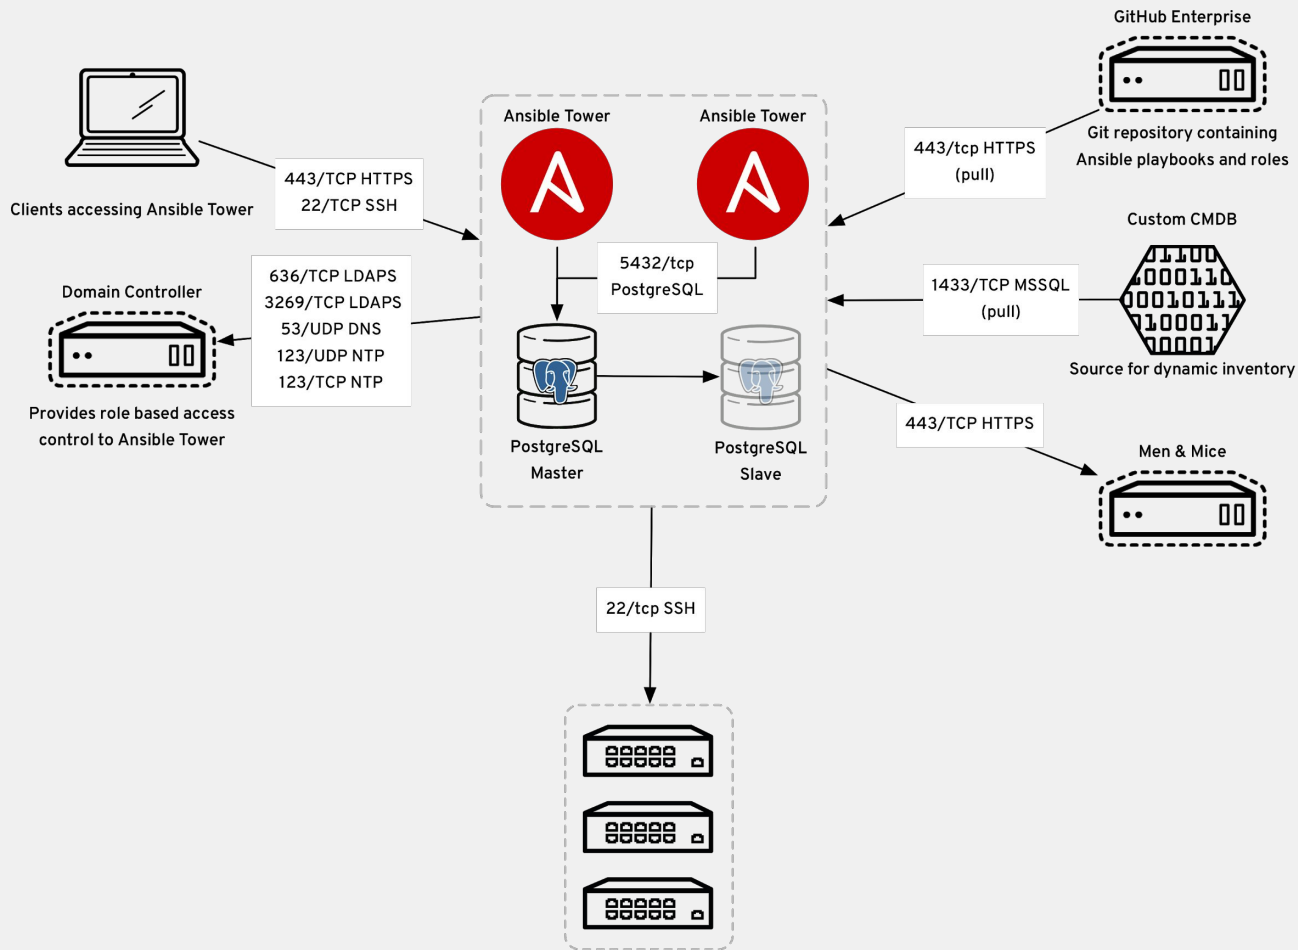 GitHub Enterprise
Ansible Tower
Ansible Tower
443/tcp HTTPS
(pull)
Git repository containing
Ansible playbooks and roles
443/TCP HTTPS
22/TCP SSH
Clients accessing Ansible Tower
Custom CMDB
5432/tcp
PostgreSQL
636/TCP LDAPS
3269/TCP LDAPS
53/UDP DNS
123/UDP NTP
123/TCP NTP
Domain Controller
1433/TCP MSSQL
(pull)
Source for dynamic inventory
Provides role based access
control to Ansible Tower
443/TCP HTTPS
PostgreSQL
Master
PostgreSQL
Slave
Men & Mice
22/tcp SSH